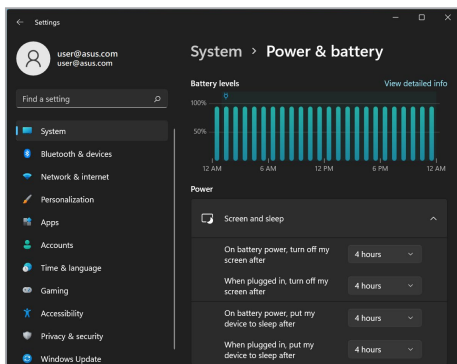 Settings
user@asus.com
user@asus.com
Find a setting
System
Bluetooth & devices
Network & internet
Personalization
Apps
Accounts
Time & language
Gaming
Accessibility
Privacy & security
Windows Update
System > Power & battery
Battery levels
View detailed info
100%
50%
12 AM 6 AM 12 PM 6 PM 12 AM
Power
Screen and sleep
On battery power, turn off my
screen after
4 hours
When plugged in, turn off my
screen after
4 hours
On battery power, put my
device to sleep after
4 hours
When plugged in, put my
device to sleep after
4 hours